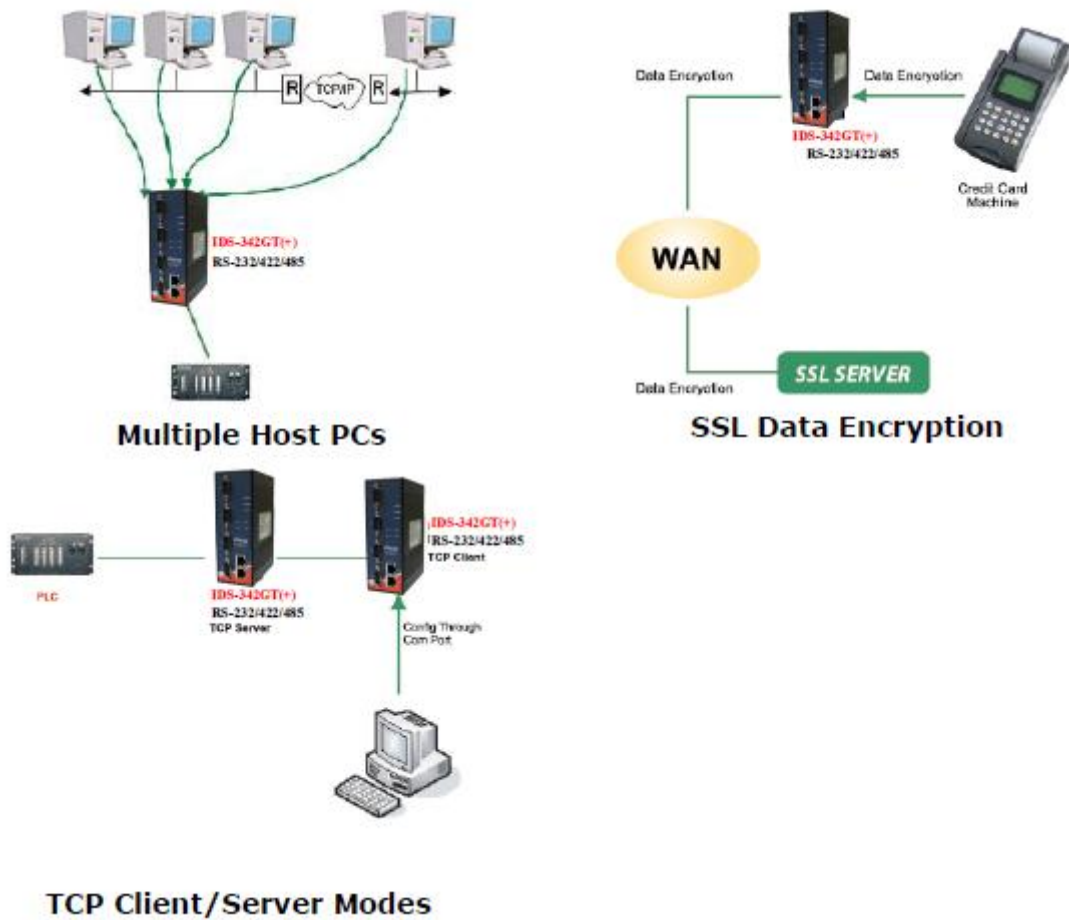 R
TCP/IP
R
IDS-342GT(+)
RS-232/422/485
Multiple Host PCs
Data Encryption
Data Encryotion
IDS-342GT(+)
RS-232/422/485
Credit Card
Machine
WAN
Data Encryotion
SSL SERVER
SSL Data Encryption
PLC
IDS-342GT(+)
RS-232/422/485
TCP Server
IDS-342GT(+)
RS-232/422/485
TCP Client
Config Through
Com Port
TCP Client/Server Modes